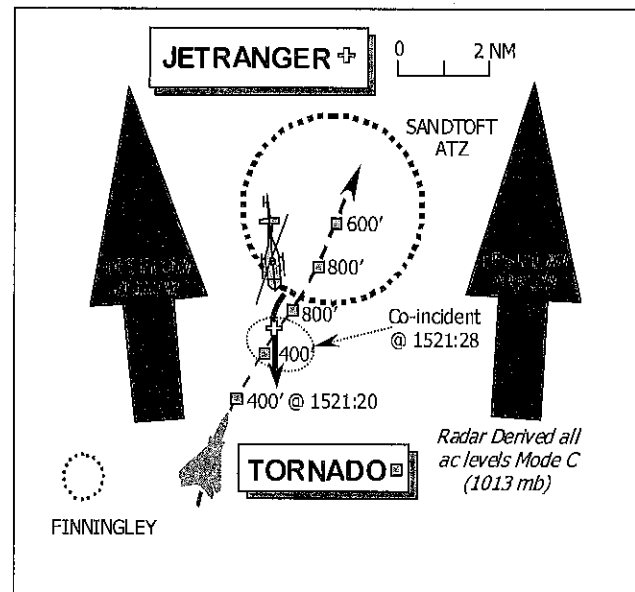 JETRANGER
0 2 NM
SANDTOFT
ATZ
600'
800'
800'
Co-incident
@ 1521:28
400'
400' @ 1521:20
TORNADO
Radar Derived all
ac levels Mode C
(1013 mb)
FINNINGLEY